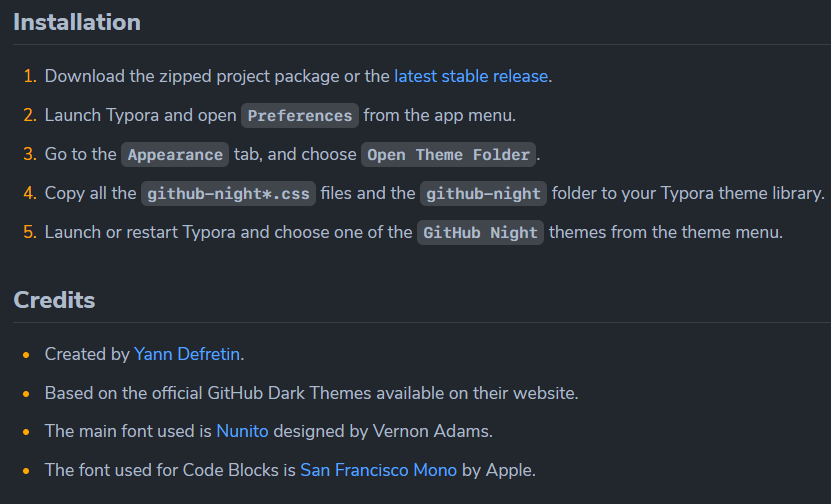 Installation
1. Download the zipped project package or the latest stable release.
2. Launch Typora and open Preferences from the app menu.
3. Go to the Appearance tab, and choose Open Theme Folder.
4. Copy all the github-night*.css files and the github-night folder to your Typora theme library.
5. Launch or restart Typora and choose one of the GitHub Night themes from the theme menu.
Credits
• Created by Yann Defretin.
• Based on the official GitHub Dark Themes available on their website.
• The main font used is Nunito designed by Vernon Adams.
• The font used for Code Blocks is San Francisco Mono by Apple.